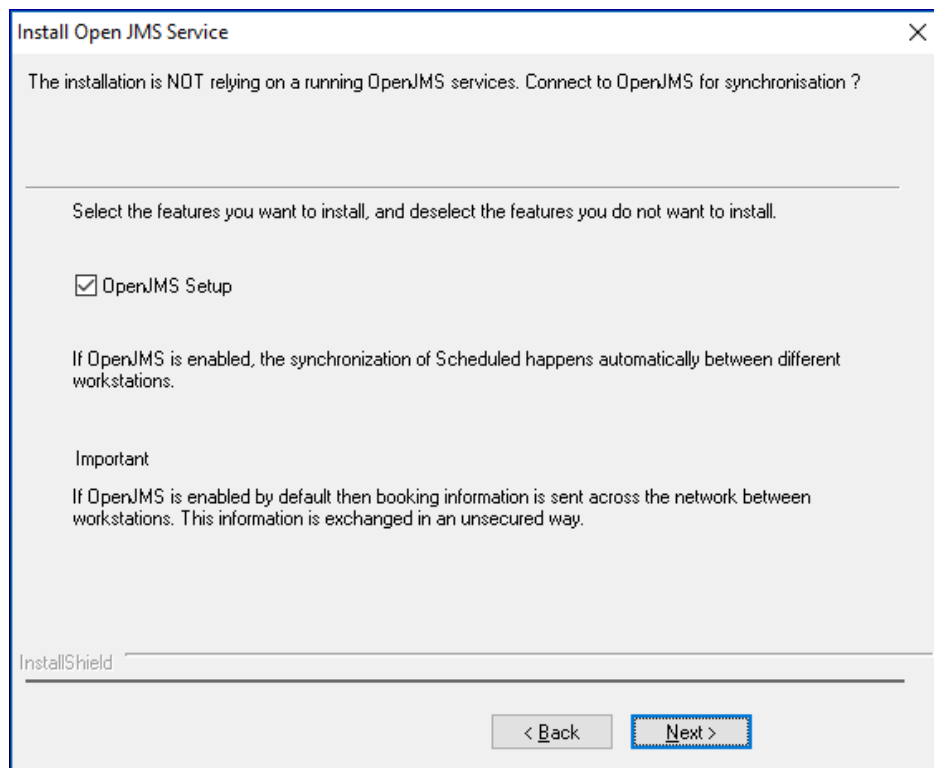 Install Open JMS Service
The installation is NOT relying on a running OpenJMS services. Connect to OpenJMS for synchronisation ?
Select the features you want to install, and deselect the features you do not want to install.
OpenJMS Setup
If OpenJMS is enabled, the synchronization of Scheduled happens automatically between different
workstations.
Important
If OpenJMS is enabled by default then booking information is sent across the network between
workstations. This information is exchanged in an unsecured way.
InstallShield
< Back
Next >